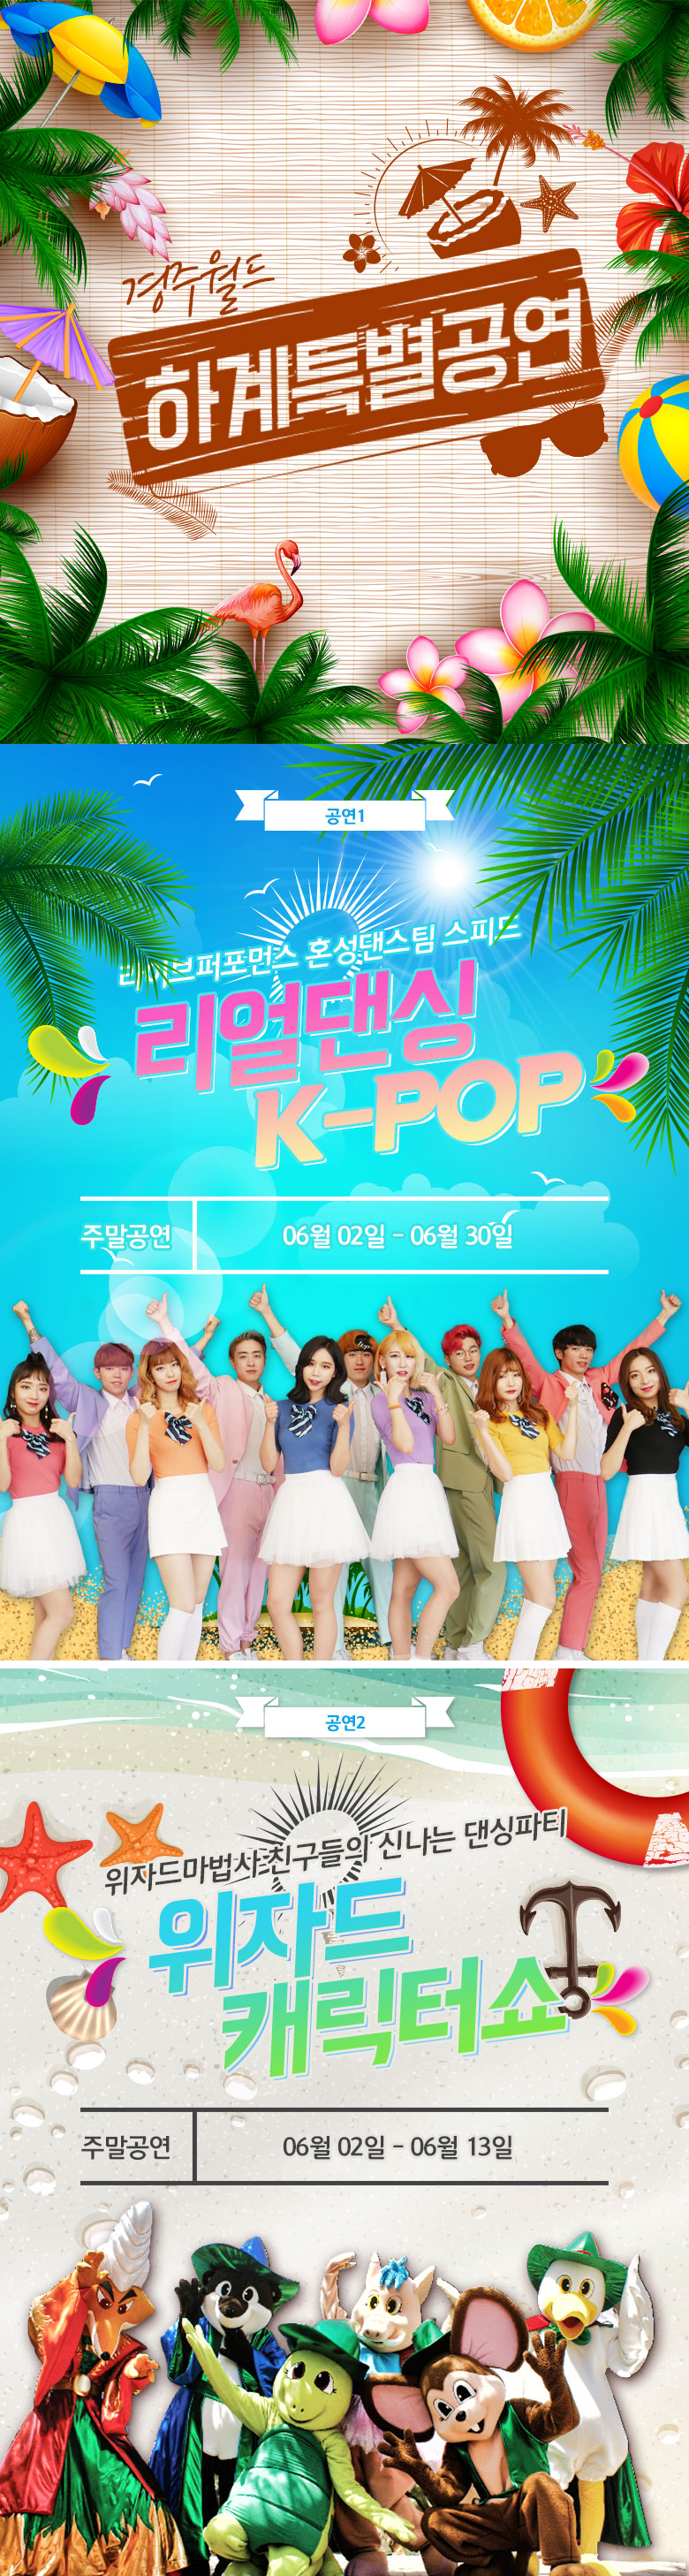 경주월드
하계특별공연
공연1
라이브퍼포먼스 혼성댄스팀 스피드
리얼댄싱
K-POP
주말공연 06월 02일 - 06월 30일
공연2
위자드마법사친구들의 신나는 댄싱파티
위자드
캐릭터쇼
주말공연 06월 02일 - 06월 13일